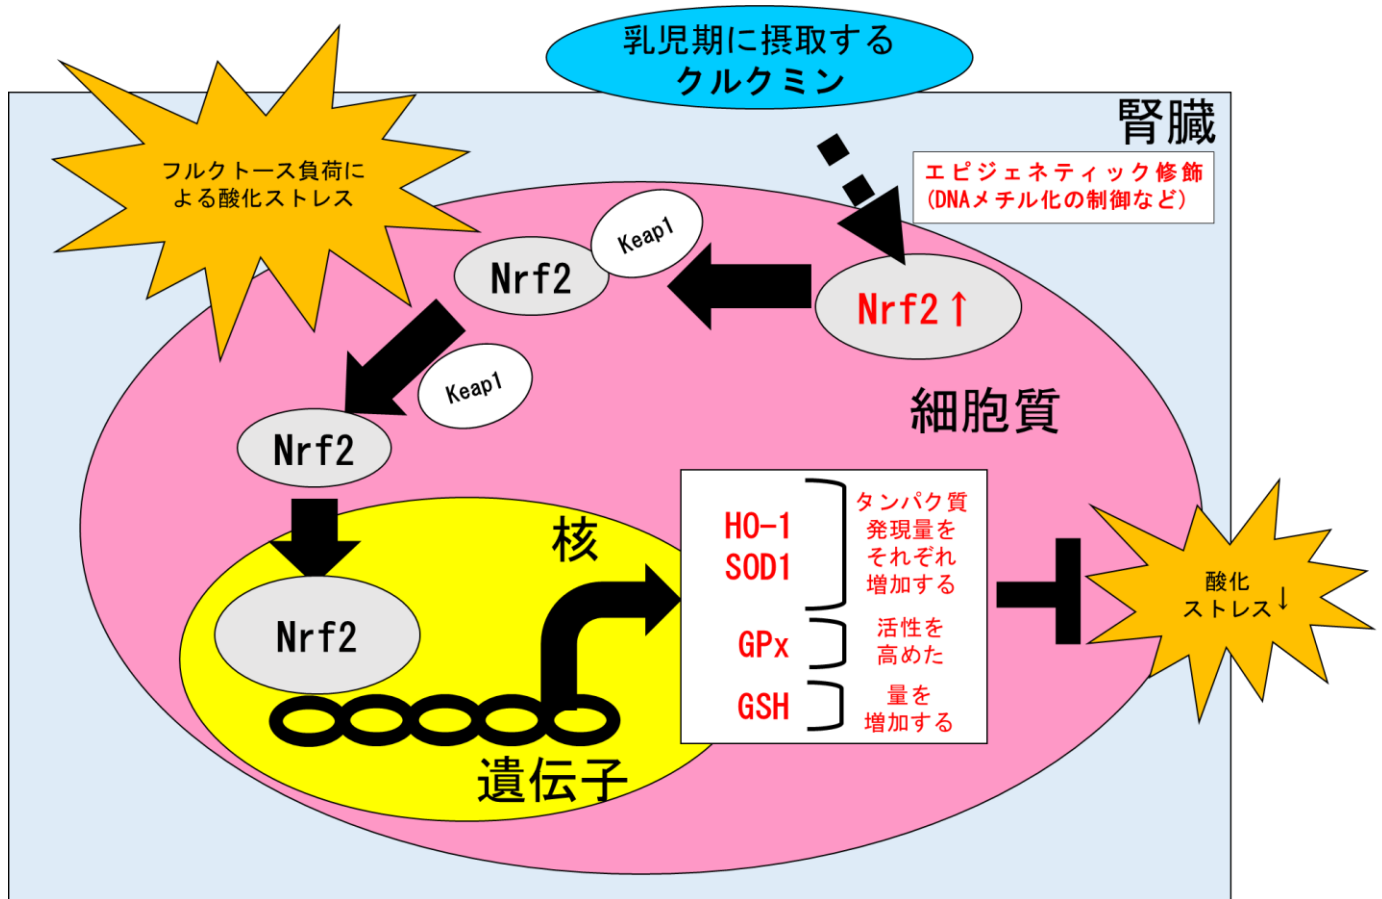 乳児期に摂取する
クルクミン
腎臓
フルクトース負荷に
よる酸化ストレス
エピジェネティック修飾
(DNAメチル化の制御など)
Keap1
Nrf2
Nrf2↑
Keap1
細胞質
Nrf2
核
Nrf2
遺伝子
HO-1
SOD1
タンパク質
発現量を
それぞれ
増加する
GPx
活性を
高めた
GSH
量を
増加する
酸化
ストレス↓